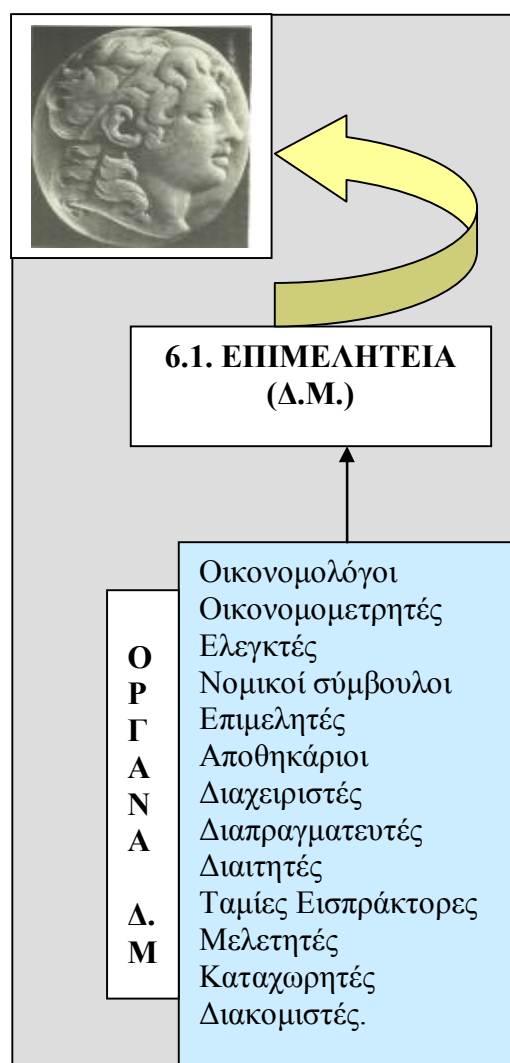 6.1. ΕΠΙΜΕΛΗΤΕΙΑ
(Δ.Μ.)
Ο
Ρ
Γ
Α
Ν
Α
Δ.
Μ
Οικονομολόγοι
Οικονομομετρητές
Ελεγκτές
Νομικοί σύμβουλοι
Επιμελητές
Αποθηκάριοι
Διαχειριστές
Διαπραγματευτές
Διαιτητές
Ταμίες Εισπράκτορες
Μελετητές
Καταχωρητές
Διακομιστές.